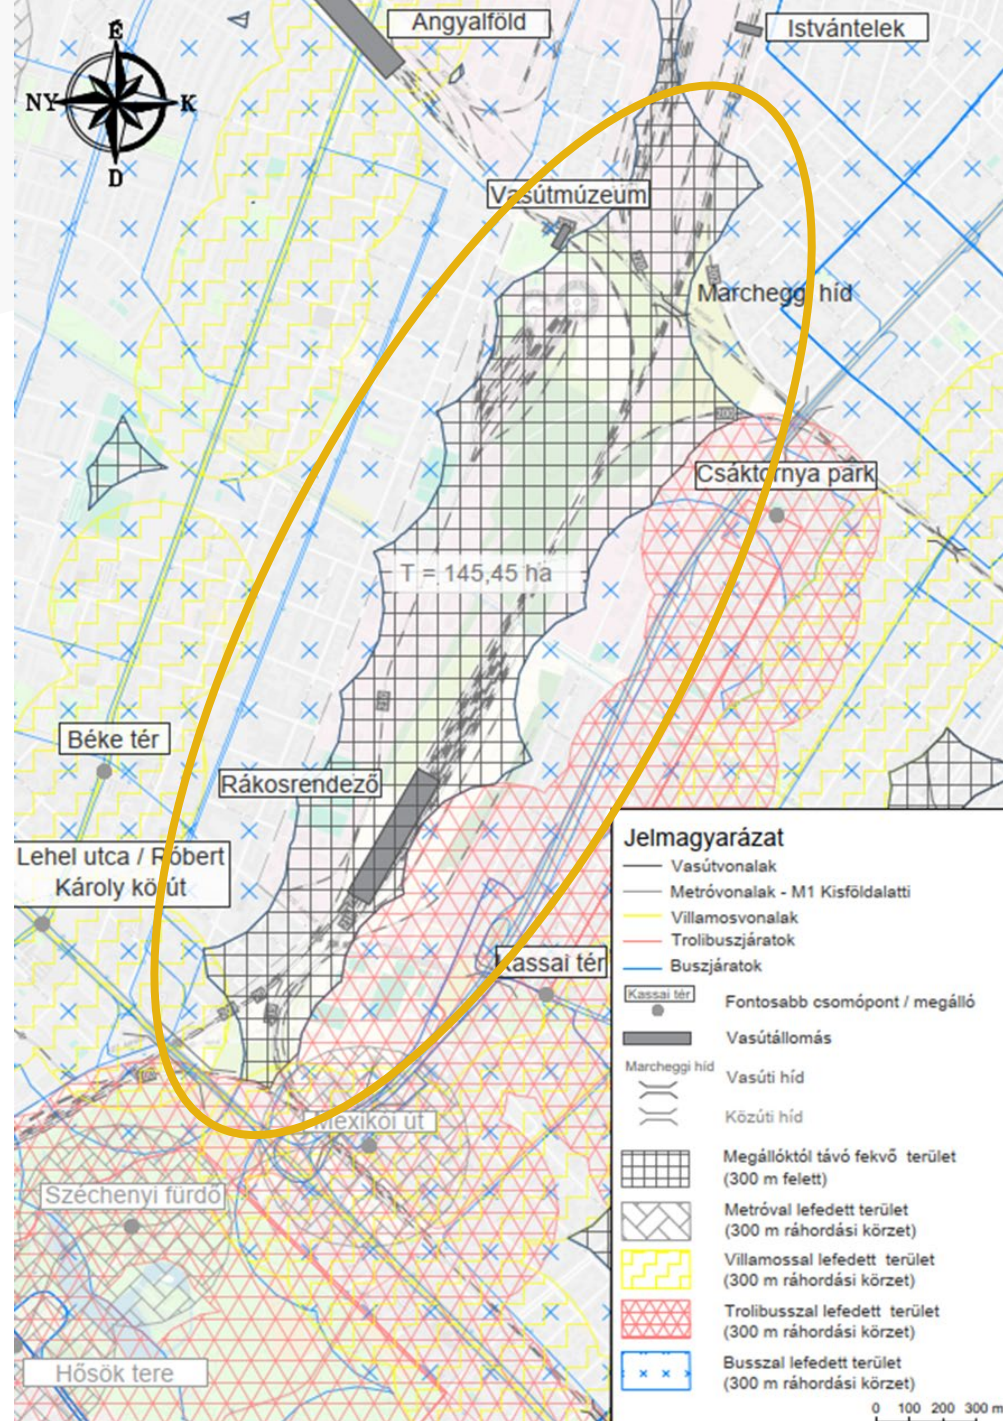 Angyalföld
Istvántelek
É
NY
K
D
Vasútmúzeum
Marcheggi híd
Csáktornya park
T = 145,45 ha
Béke tér
Rákosrendező
Lehel utca / Róbert
Károly körút
Kassai tér
Mexikói út
Széchenyi fürdő
Hősök tere
Jelmagyarázat
Vasútvonalak
Metróvonalak - M1 Kisföldalatti
Villamosvonalak
Trolibuszjáratok
Buszjáratok
Kassai tér
Fontosabb csomópont / megálló
Vasútállomás
Marcheggi híd
Vasúti híd
Közúti híd
Megállóktól távó fekvő terület
(300 m felett)
Metróval lefedett terület
(300 m ráhordási körzet)
Villamossal lefedett terület
(300 m ráhordási körzet)
Trolibusszal lefedett terület
(300 m ráhordási körzet)
Busszal lefedett terület
(300 m ráhordási körzet)
0 100 200 300 m